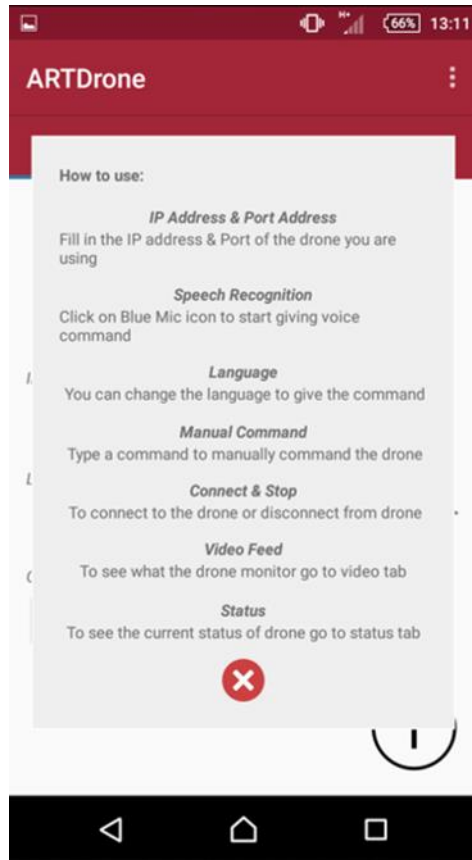 H+ 66% 13:11
ARTDrone
How to use:
IP Address & Port Address
Fill in the IP address & Port of the drone you are
using
Speech Recognition
Click on Blue Mic icon to start giving voice
command
Language
You can change the language to give the command
Manual Command
Type a command to manually command the drone
Connect & Stop
To connect to the drone or disconnect from drone
Video Feed
To see what the drone monitor go to video tab
Status
To see the current status of drone go to status tab